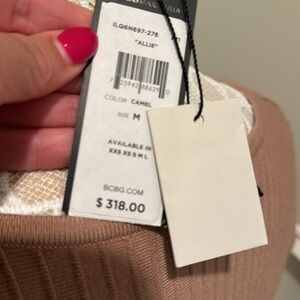 ILQ6N697-278
"ALLIE"
COLOR CAMEL
SIZE M
AVAILABLE IN
XXS XS S M L
BCBG.COM
$ 318.00